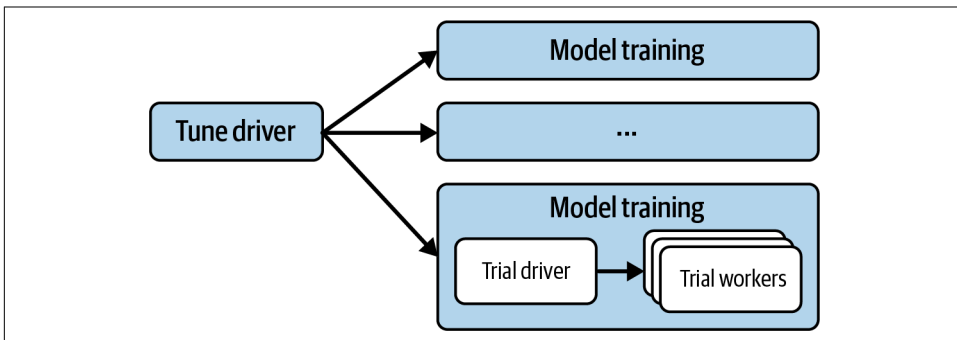 Model training
Tune driver
...
Model training
Trial driver
Trial workers